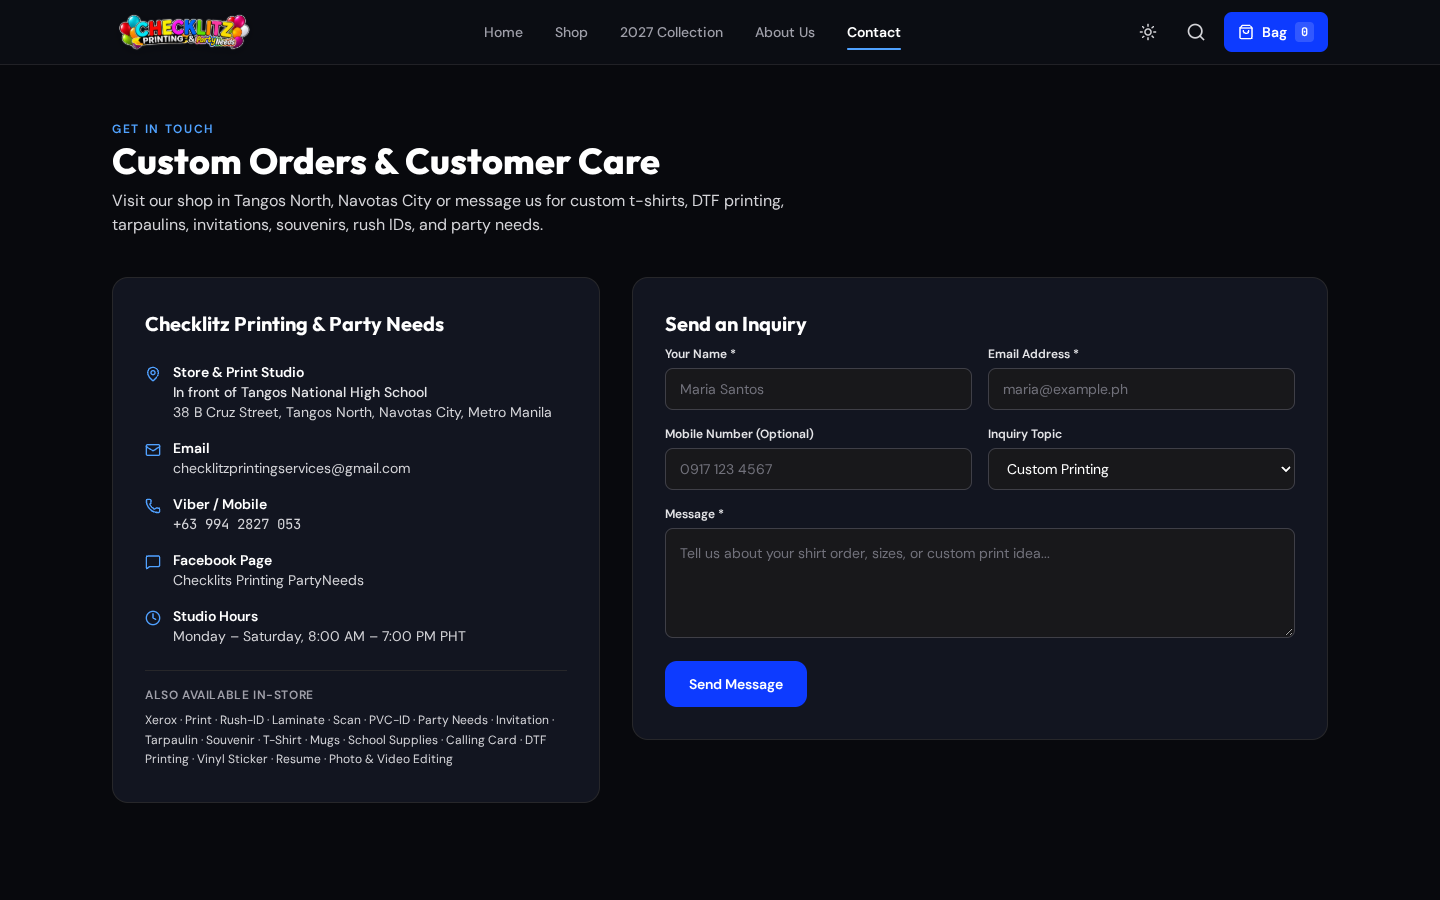 CHECKLITZ
PRINTING & Party Needs
Home
Shop
2027 Collection
About Us
Contact
Bag
0
GET IN TOUCH
Custom Orders & Customer Care
Visit our shop in Tangos North, Navotas City or message us for custom t-shirts, DTF printing,
tarpaulins, invitations, souvenirs, rush IDs, and party needs.
Checklitz Printing & Party Needs
Store & Print Studio
In front of Tangos National High School
38 B Cruz Street, Tangos North, Navotas City, Metro Manila
Email
checklitzprintingservices@gmail.com
Viber / Mobile
+63 994 2827 053
Facebook Page
Checklits Printing PartyNeeds
Studio Hours
Monday – Saturday, 8:00 AM – 7:00 PM PHT
ALSO AVAILABLE IN-STORE
Xerox · Print · Rush-ID · Laminate · Scan · PVC-ID · Party Needs · Invitation ·
Tarpaulin · Souvenir · T-Shirt · Mugs · School Supplies · Calling Card · DTF
Printing · Vinyl Sticker · Resume · Photo & Video Editing
Send an Inquiry
Your Name *
Maria Santos
Email Address *
maria@example.ph
Mobile Number (Optional)
0917 123 4567
Inquiry Topic
Custom Printing
Message *
Tell us about your shirt order, sizes, or custom print idea...
Send Message